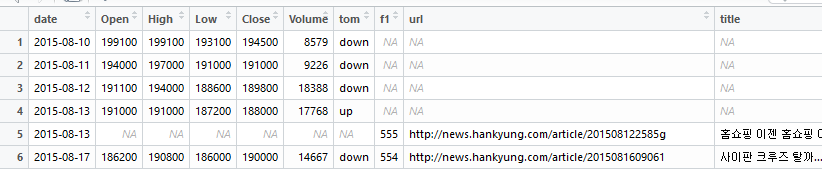 date Open High Low Close Volume tom f1 url title
1 2015-08-10 199100 199100 193100 194500 8579 down NA NA NA
2 2015-08-11 194000 197000 191000 191000 9226 down NA NA NA
3 2015-08-12 191100 194000 188600 189800 18388 down NA NA NA
4 2015-08-13 191000 191000 187200 188000 17768 up NA NA NA
5 2015-08-13 NA NA NA NA NA NA 555 http://news.hankyung.com/article/201508122585g 홈쇼핑 이젠 홈쇼핑 이
6 2015-08-17 186200 190800 186000 190000 14667 down 554 http://news.hankyung.com/article/2015081609061 사이판 크루즈 탈까...